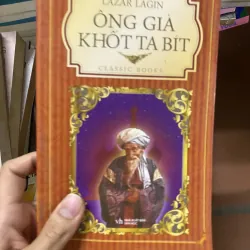 LAZAR LAGIN
ÔNG GIÀ
KHỐT TA BÍT
CLASSIC BOOKS